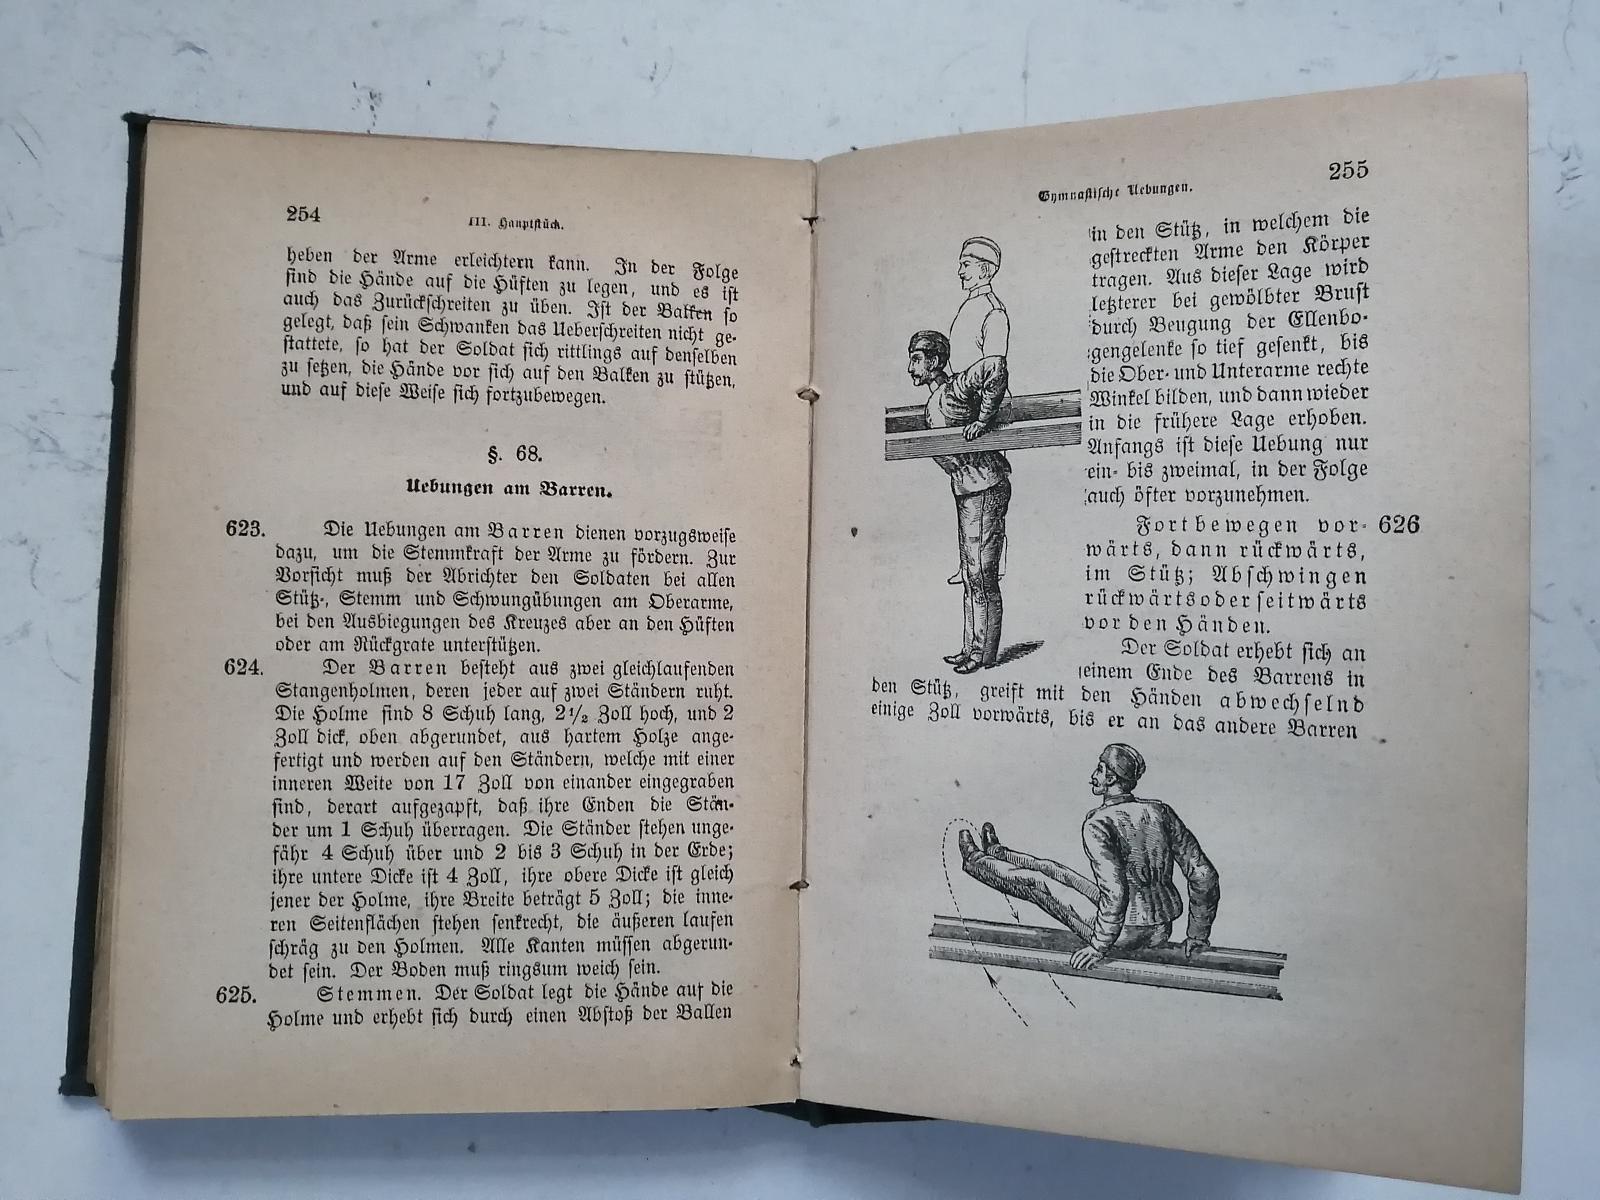 254
III. Hauptstück.
heben der Arme erleichtern kann. In der Folge
sind die Hände auf die Hüften zu legen, und es ist
auch das Zurückschreiten zu üben. Ist der Balken so
gelegt, daß sein Schwanken das Ueberschreiten nicht ge-
stattete, so hat der Soldat sich rittlings auf denselben
zu setzen, die Hände vor sich auf den Balken zu stützen,
und auf diese Weise sich fortzubewegen.
§. 68.
Uebungen am Barren.
623. Die Uebungen am Barren dienen vorzugsweise
dazu, um die Stemmkraft der Arme zu fördern. Zur
Vorsicht muß der Abrichter den Soldaten bei allen
Stütz-, Stemm und Schwungübungen am Oberarme,
bei den Ausbiegungen des Kreuzes aber an den Hüften
oder am Rückgrate unterstützen.
624. Der Barren besteht aus zwei gleichlaufenden
Stangenholmen, deren jeder auf zwei Ständern ruht.
Die Holme sind 8 Schuh lang, 2 1/2 Zoll hoch, und 2
Zoll dick, oben abgerundet, aus hartem Holze ange-
fertigt und werden auf den Ständern, welche mit einer
inneren Weite von 17 Zoll von einander eingegraben
sind, derart aufgezapft, daß ihre Enden die Stän-
der um 1 Schuh überragen. Die Ständer stehen unge-
fähr 4 Schuh über und 2 bis 3 Schuh in der Erde;
ihre untere Dicke ist 4 Zoll, ihre obere Dicke ist gleich
jener der Holme, ihre Breite beträgt 5 Zoll; die inne-
ren Seitenflächen stehen senkrecht, die äußeren laufen
schräg zu den Holmen. Alle Kanten müssen abgerun-
det sein. Der Boden muß ringsum weich sein.
625. Stemmen. Der Soldat legt die Hände auf die
Holme und erhebt sich durch einen Abstoß der Ballen
Gymnastische Uebungen.
255
in den Stütz, in welchem die
gestreckten Arme den Körper
tragen. Aus dieser Lage wird
letzterer bei gewölbter Brust
durch Beugung der Ellenbo-
gengelenke so tief gesenkt, bis
die Ober- und Unterarme rechte
Winkel bilden, und dann wieder
in die frühere Lage erhoben.
Anfangs ist diese Uebung nur
ein- bis zweimal, in der Folge
auch öfter vorzunehmen.
Fortbewegen vor- 626
wärts, dann rückwärts,
im Stütz; Abschwingen
rückwärts oder seitwärts
vor den Händen.
Der Soldat erhebt sich an
einem Ende des Barrens in
den Stütz, greift mit den Händen abwechselnd
einige Zoll vorwärts, bis er an das andere Barren